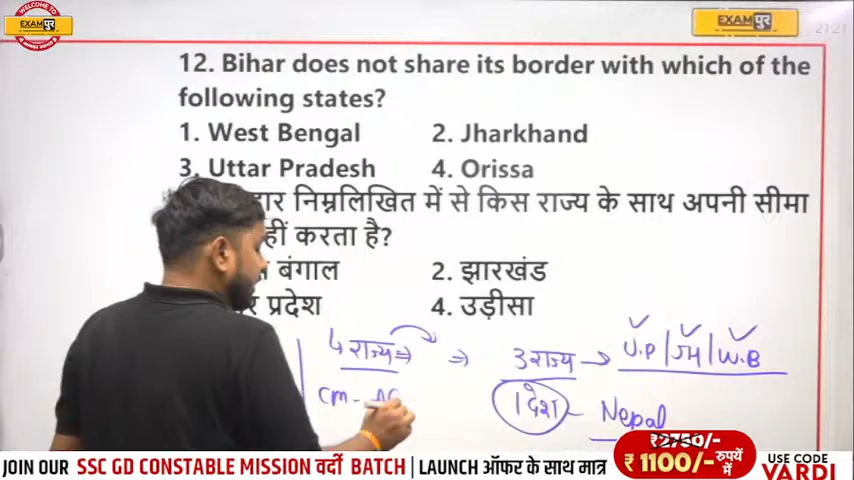 WELCOME TO
EXAMपुर
EXAMपुर
21:21
12. Bihar does not share its border with which of the
following states?
1. West Bengal 2. Jharkhand
3. Uttar Pradesh 4. Orissa
निम्नलिखित में से किस राज्य के साथ अपनी सीमा
करता है?
बंगाल 2. झारखंड
प्रदेश 4. उड़ीसा
4 राज्य ⇒ ⇒ 3 राज्य → U.P | JH | W.B
CM - 1 देश - Nepal
₹2750/-
₹1100/- रुपये में
JOIN OUR SSC GD CONSTABLE MISSION वर्दी BATCH | LAUNCH ऑफर के साथ मात्र
USE CODE
VARDI